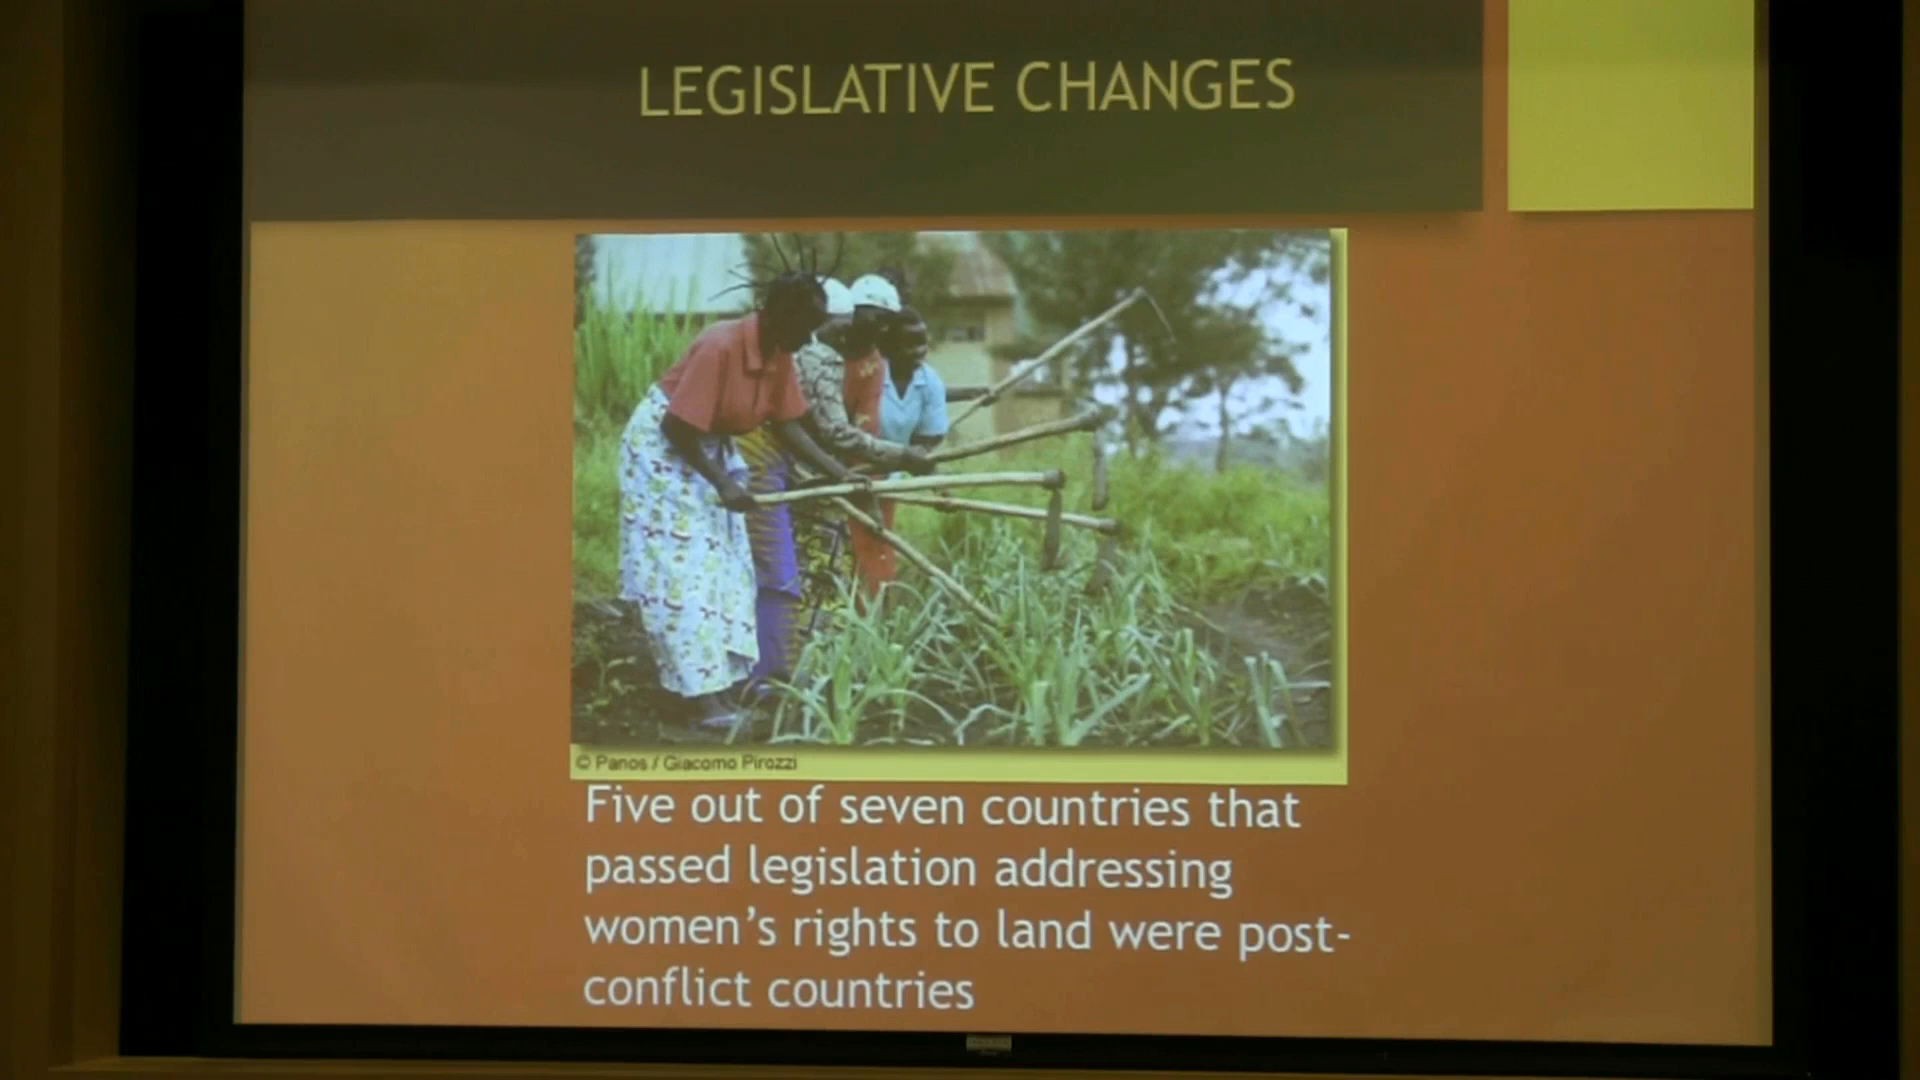 LEGISLATIVE CHANGES
© Panos / Giacomo Pirozzi
Five out of seven countries that
passed legislation addressing
women's rights to land were post-
conflict countries